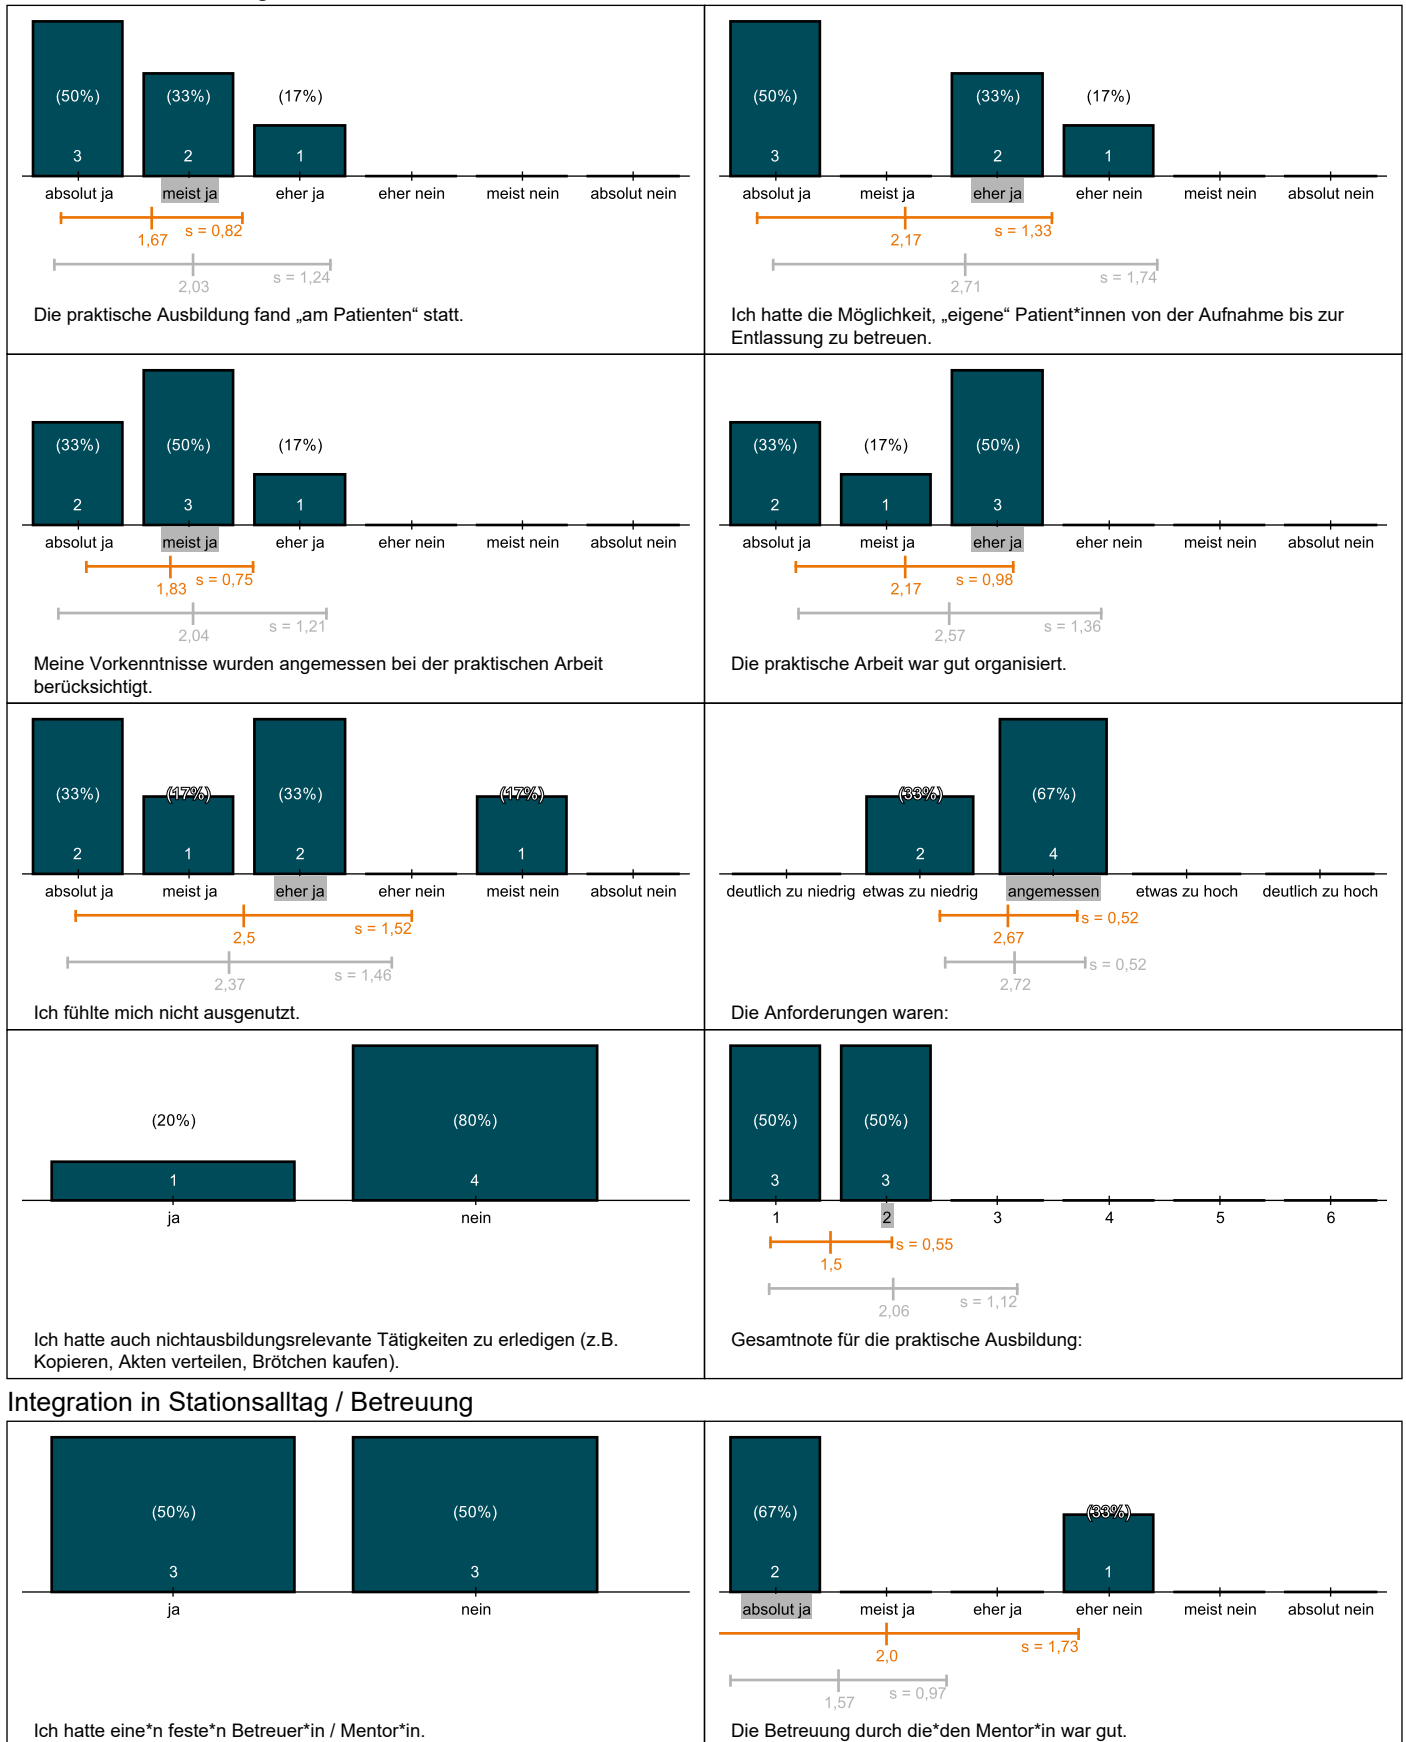 (50%) (33%) (17%)
3 2 1
absolut ja meist ja eher ja eher nein meist nein absolut nein
1,67 s = 0,82
2,03 s = 1,24
Die praktische Ausbildung fand „am Patienten“ statt.
(50%) (33%) (17%)
3 2 1
absolut ja meist ja eher ja eher nein meist nein absolut nein
2,17 s = 1,33
2,71 s = 1,74
Ich hatte die Möglichkeit, „eigene“ Patient*innen von der Aufnahme bis zur
Entlassung zu betreuen.
(33%) (50%) (17%)
2 3 1
absolut ja meist ja eher ja eher nein meist nein absolut nein
1,83 s = 0,75
2,04 s = 1,21
Meine Vorkenntnisse wurden angemessen bei der praktischen Arbeit
berücksichtigt.
(33%) (17%) (50%)
2 1 3
absolut ja meist ja eher ja eher nein meist nein absolut nein
2,17 s = 0,98
2,57 s = 1,36
Die praktische Arbeit war gut organisiert.
(33%) (17%) (33%) (17%)
2 1 2 1
absolut ja meist ja eher ja eher nein meist nein absolut nein
2,5 s = 1,52
2,37 s = 1,46
Ich fühlte mich nicht ausgenutzt.
(33%) (67%)
2 4
deutlich zu niedrig etwas zu niedrig angemessen etwas zu hoch deutlich zu hoch
2,67 s = 0,52
2,72 s = 0,52
Die Anforderungen waren:
(20%) (80%)
1 4
ja nein
Ich hatte auch nichtausbildungsrelevante Tätigkeiten zu erledigen (z.B.
Kopieren, Akten verteilen, Brötchen kaufen).
(50%) (50%)
3 3
1 2 3 4 5 6
1,5 s = 0,55
2,06 s = 1,12
Gesamtnote für die praktische Ausbildung:
Integration in Stationsalltag / Betreuung
(50%) (50%)
3 3
ja nein
Ich hatte eine*n feste*n Betreuer*in / Mentor*in.
(67%) (33%)
2 1
absolut ja meist ja eher ja eher nein meist nein absolut nein
2,0 s = 1,73
1,57 s = 0,97
Die Betreuung durch die*den Mentor*in war gut.